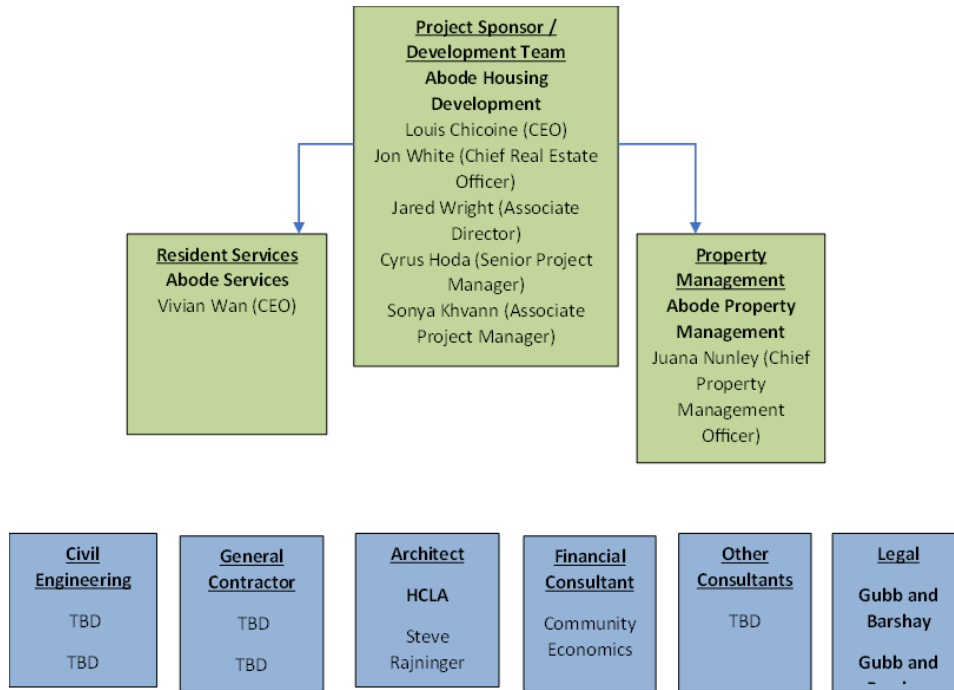 Project Sponsor /
Development Team
Abode Housing
Development
Louis Chicoine (CEO)
Jon White (Chief Real Estate
Officer)
Jared Wright (Associate
Director)
Cyrus Hoda (Senior Project
Manager)
Sonya Khvann (Associate
Project Manager)
Resident Services
Abode Services
Vivian Wan (CEO)
Property
Management
Abode Property
Management
Juana Nunley (Chief
Property
Management
Officer)
Civil
Engineering
TBD
TBD
General
Contractor
TBD
TBD
Architect
HCLA
Steve
Rajninger
Financial
Consultant
Community
Economics
Other
Consultants
TBD
Legal
Gubb and
Barshay
Gubb and